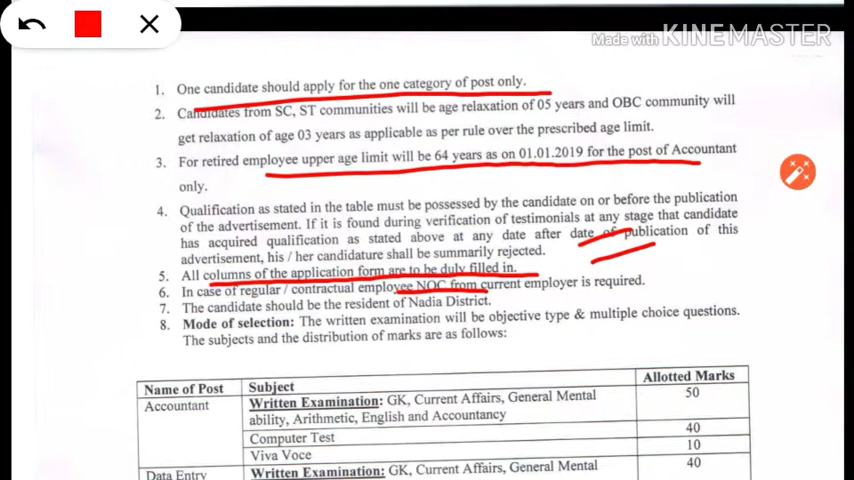 Made with KINEMASTER
1. One candidate should apply for the one category of post only.
2. Candidates from SC, ST communities will be age relaxation of 05 years and OBC community will
get relaxation of age 03 years as applicable as per rule over the prescribed age limit.
3. For retired employee upper age limit will be 64 years as on 01.01.2019 for the post of Accountant
only.
4. Qualification as stated in the table must be possessed by the candidate on or before the publication
of the advertisement. If it is found during verification of testimonials at any stage that candidate
has acquired qualification as stated above at any date after date of publication of this
advertisement, his / her candidature shall be summarily rejected.
5. All columns of the application form are to be duly filled in.
6. In case of regular / contractual employee NOC from current employer is required.
7. The candidate should be the resident of Nadia District.
8. Mode of selection: The written examination will be objective type & multiple choice questions.
The subjects and the distribution of marks are as follows:
Name of Post Subject Allotted Marks
Accountant Written Examination: GK, Current Affairs, General Mental 50
ability, Arithmetic, English and Accountancy
Computer Test 40
Viva Voce 10
Data Entry Written Examination: GK, Current Affairs, General Mental 40